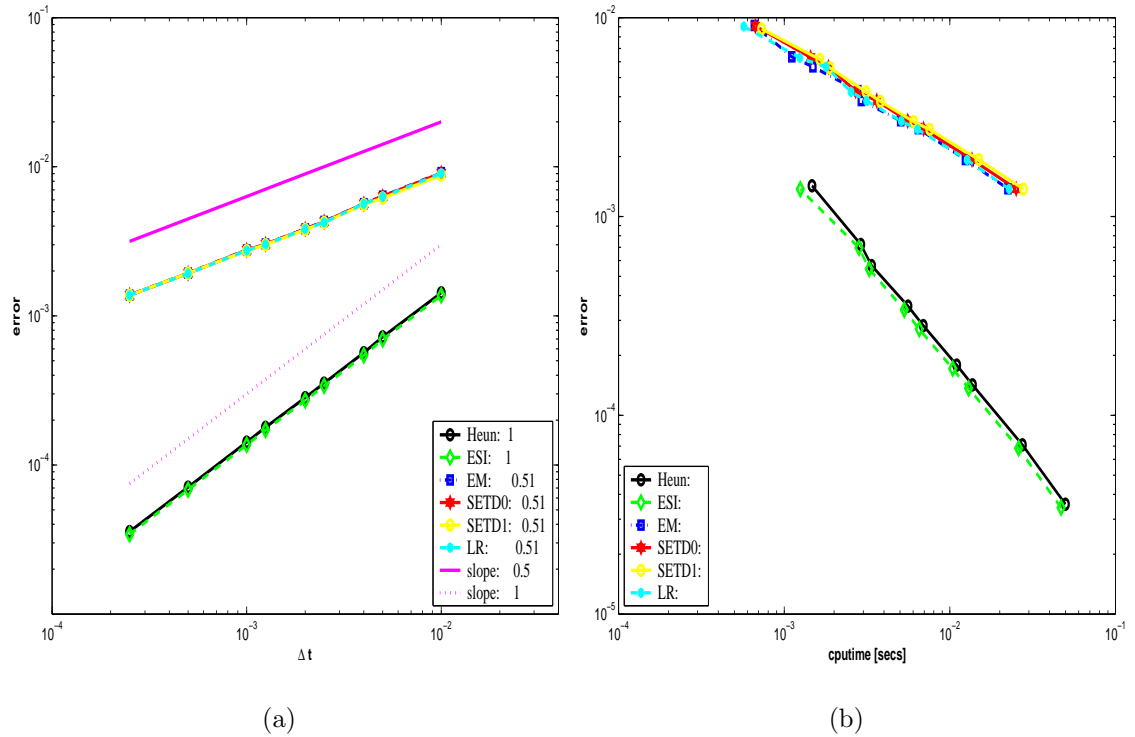 10^-1
10^-2
10^-3
10^-4
10^-4
10^-3
10^-2
error
Δ t
Heun: 1
ESI: 1
EM: 0.51
SETD0: 0.51
SETD1: 0.51
LR: 0.51
slope: 0.5
slope: 1
(a)
10^-2
10^-3
10^-4
10^-5
10^-4
10^-3
10^-2
10^-1
error
cputime [secs]
Heun:
ESI:
EM:
SETD0:
SETD1:
LR:
(b)